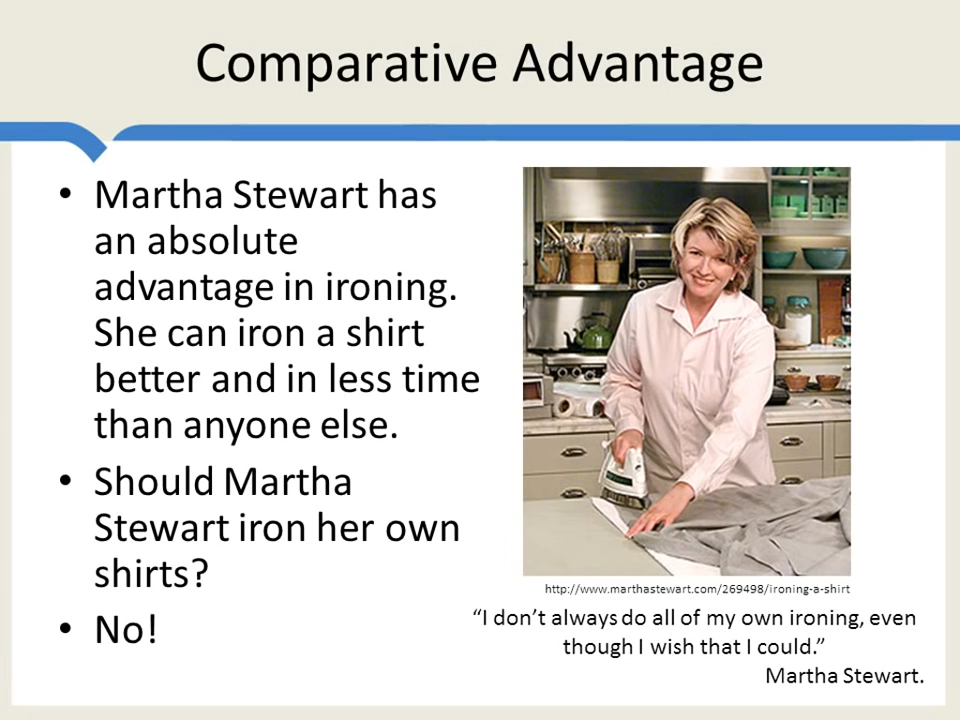 Comparative Advantage
• Martha Stewart has
an absolute
advantage in ironing.
She can iron a shirt
better and in less time
than anyone else.
• Should Martha
Stewart iron her own
shirts?
• No!
http://www.marthastewart.com/269498/ironing-a-shirt
“I don’t always do all of my own ironing, even
though I wish that I could.”
Martha Stewart.